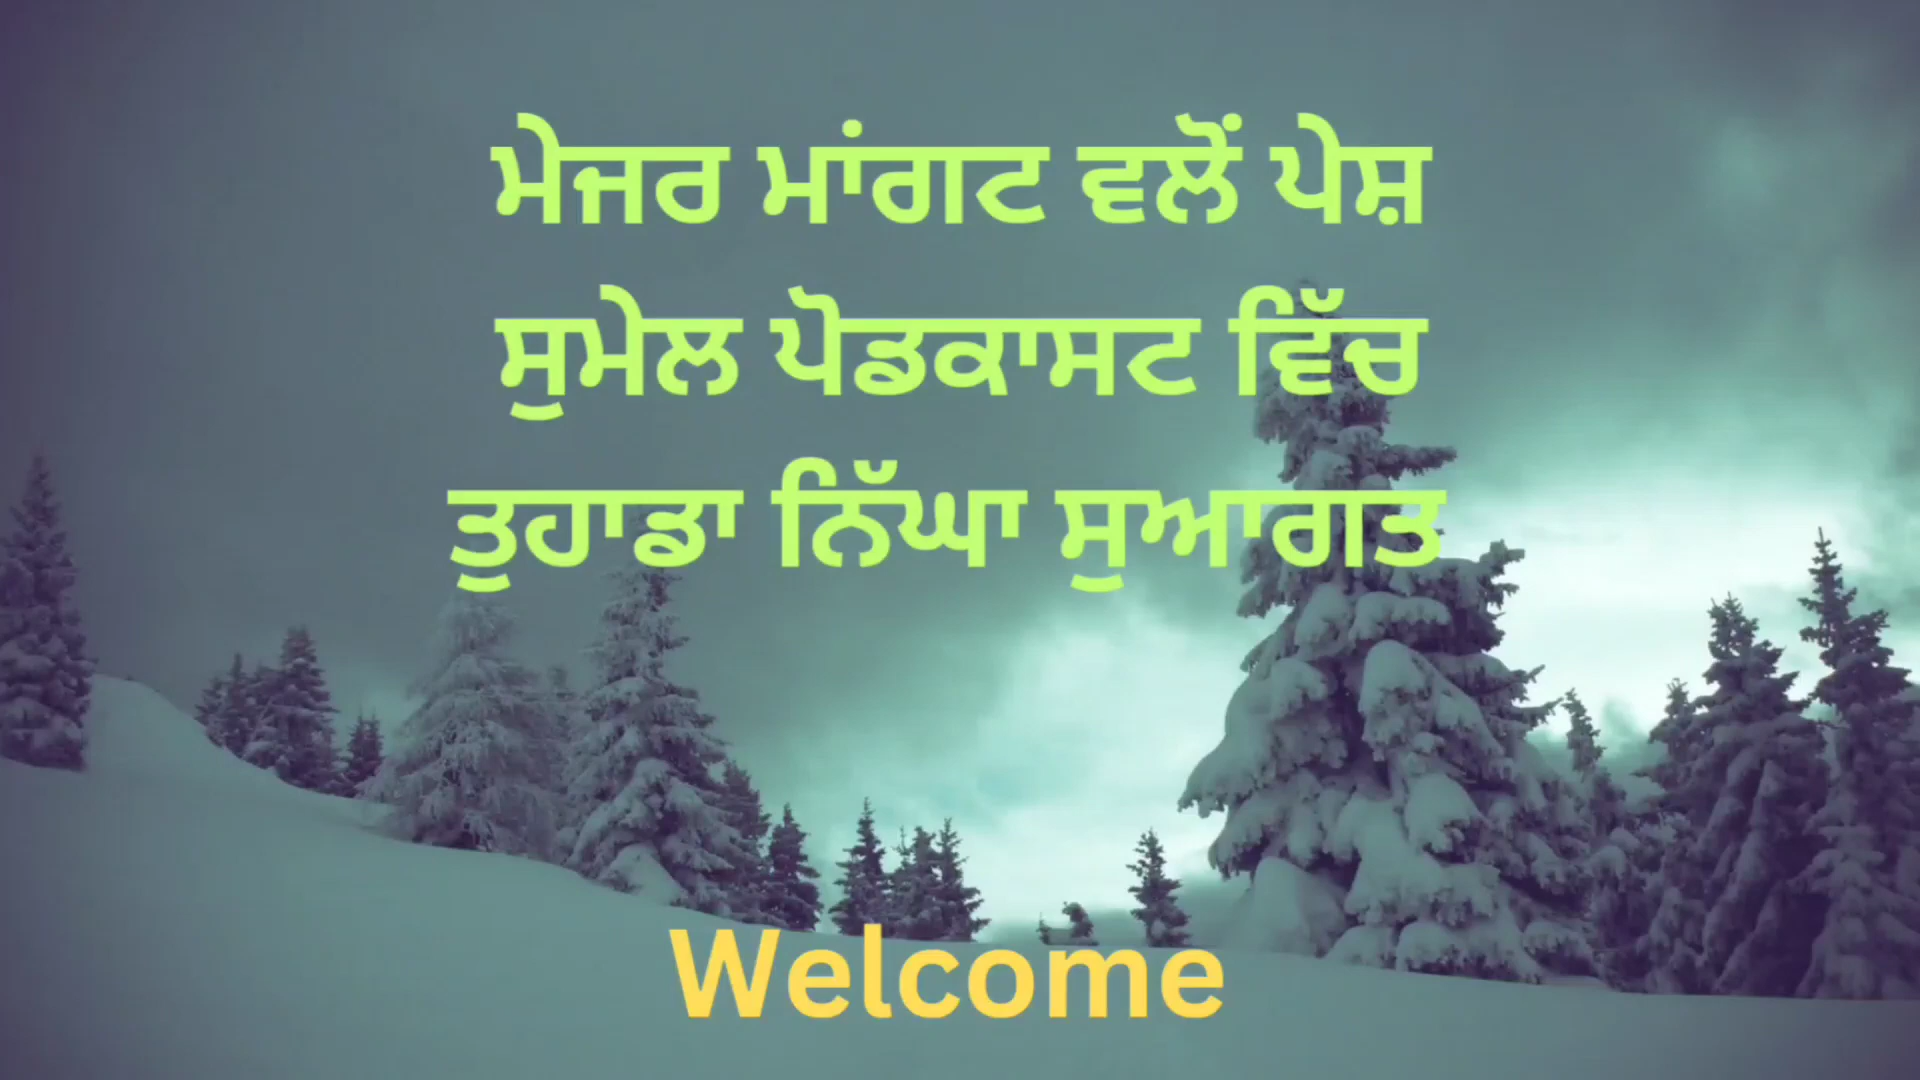 ਮੇਜਰ ਮਾਂਗਟ ਵਲੋਂ ਪੇਸ਼
ਸੁਮੇਲ ਪੋਡਕਾਸਟ ਵਿੱਚ
ਤੁਹਾਡਾ ਨਿੱਘਾ ਸੁਆਗਤ
Welcome